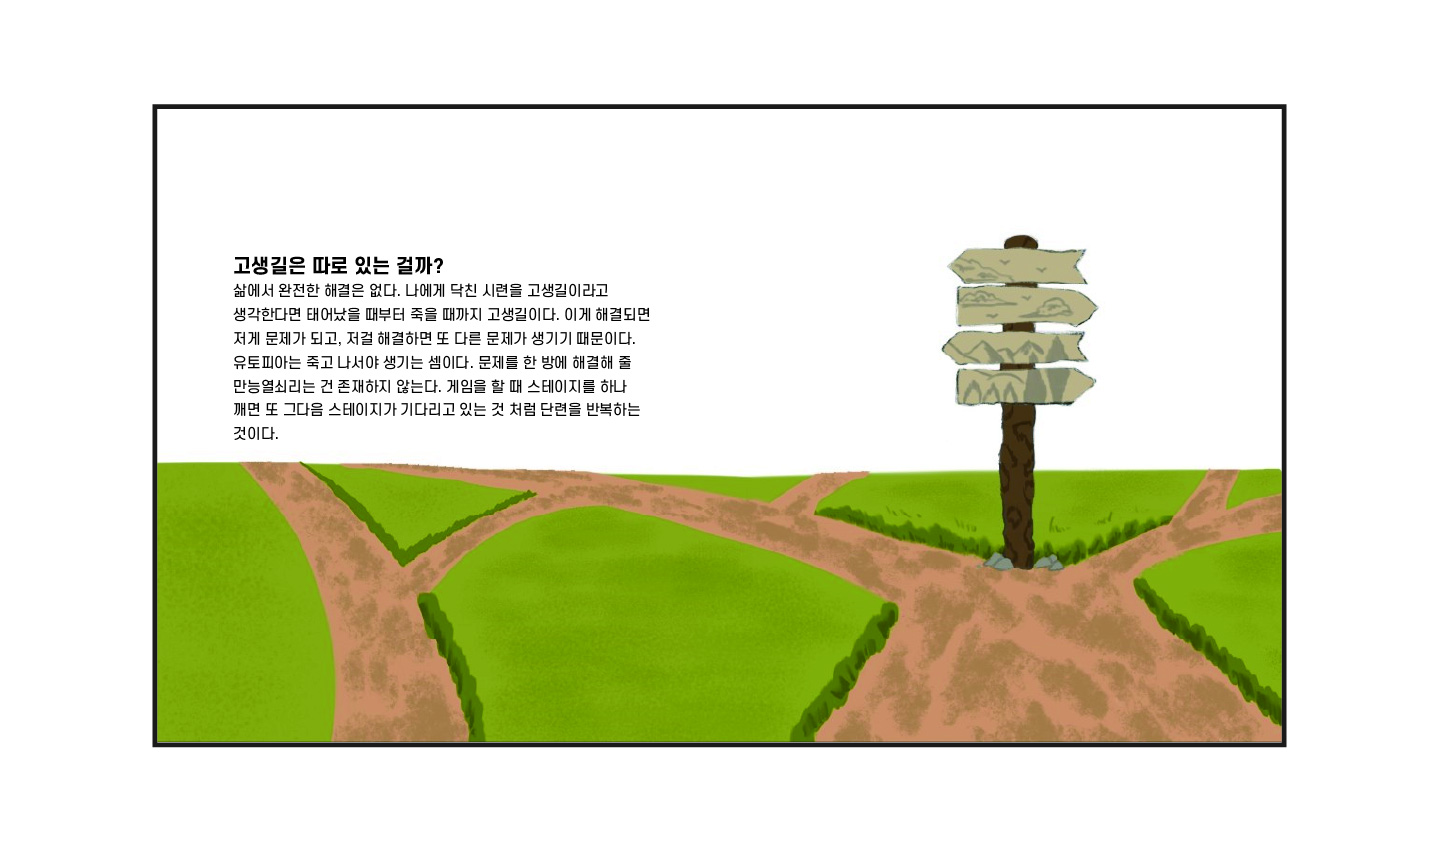 고생길은 따로 있는 걸까?
삶에서 완전한 해결은 없다. 나에게 닥친 시련을 고생길이라고
생각한다면 태어났을 때부터 죽을 때까지 고생길이다. 이게 해결되면
저게 문제가 되고, 저걸 해결하면 또 다른 문제가 생기기 때문이다.
유토피아는 죽고 나서야 생기는 셈이다. 문제를 한 방에 해결해 줄
만능열쇠리는 건 존재하지 않는다. 게임을 할 때 스테이지를 하나
깨면 또 그다음 스테이지가 기다리고 있는 것 처럼 단련을 반복하는
것이다.